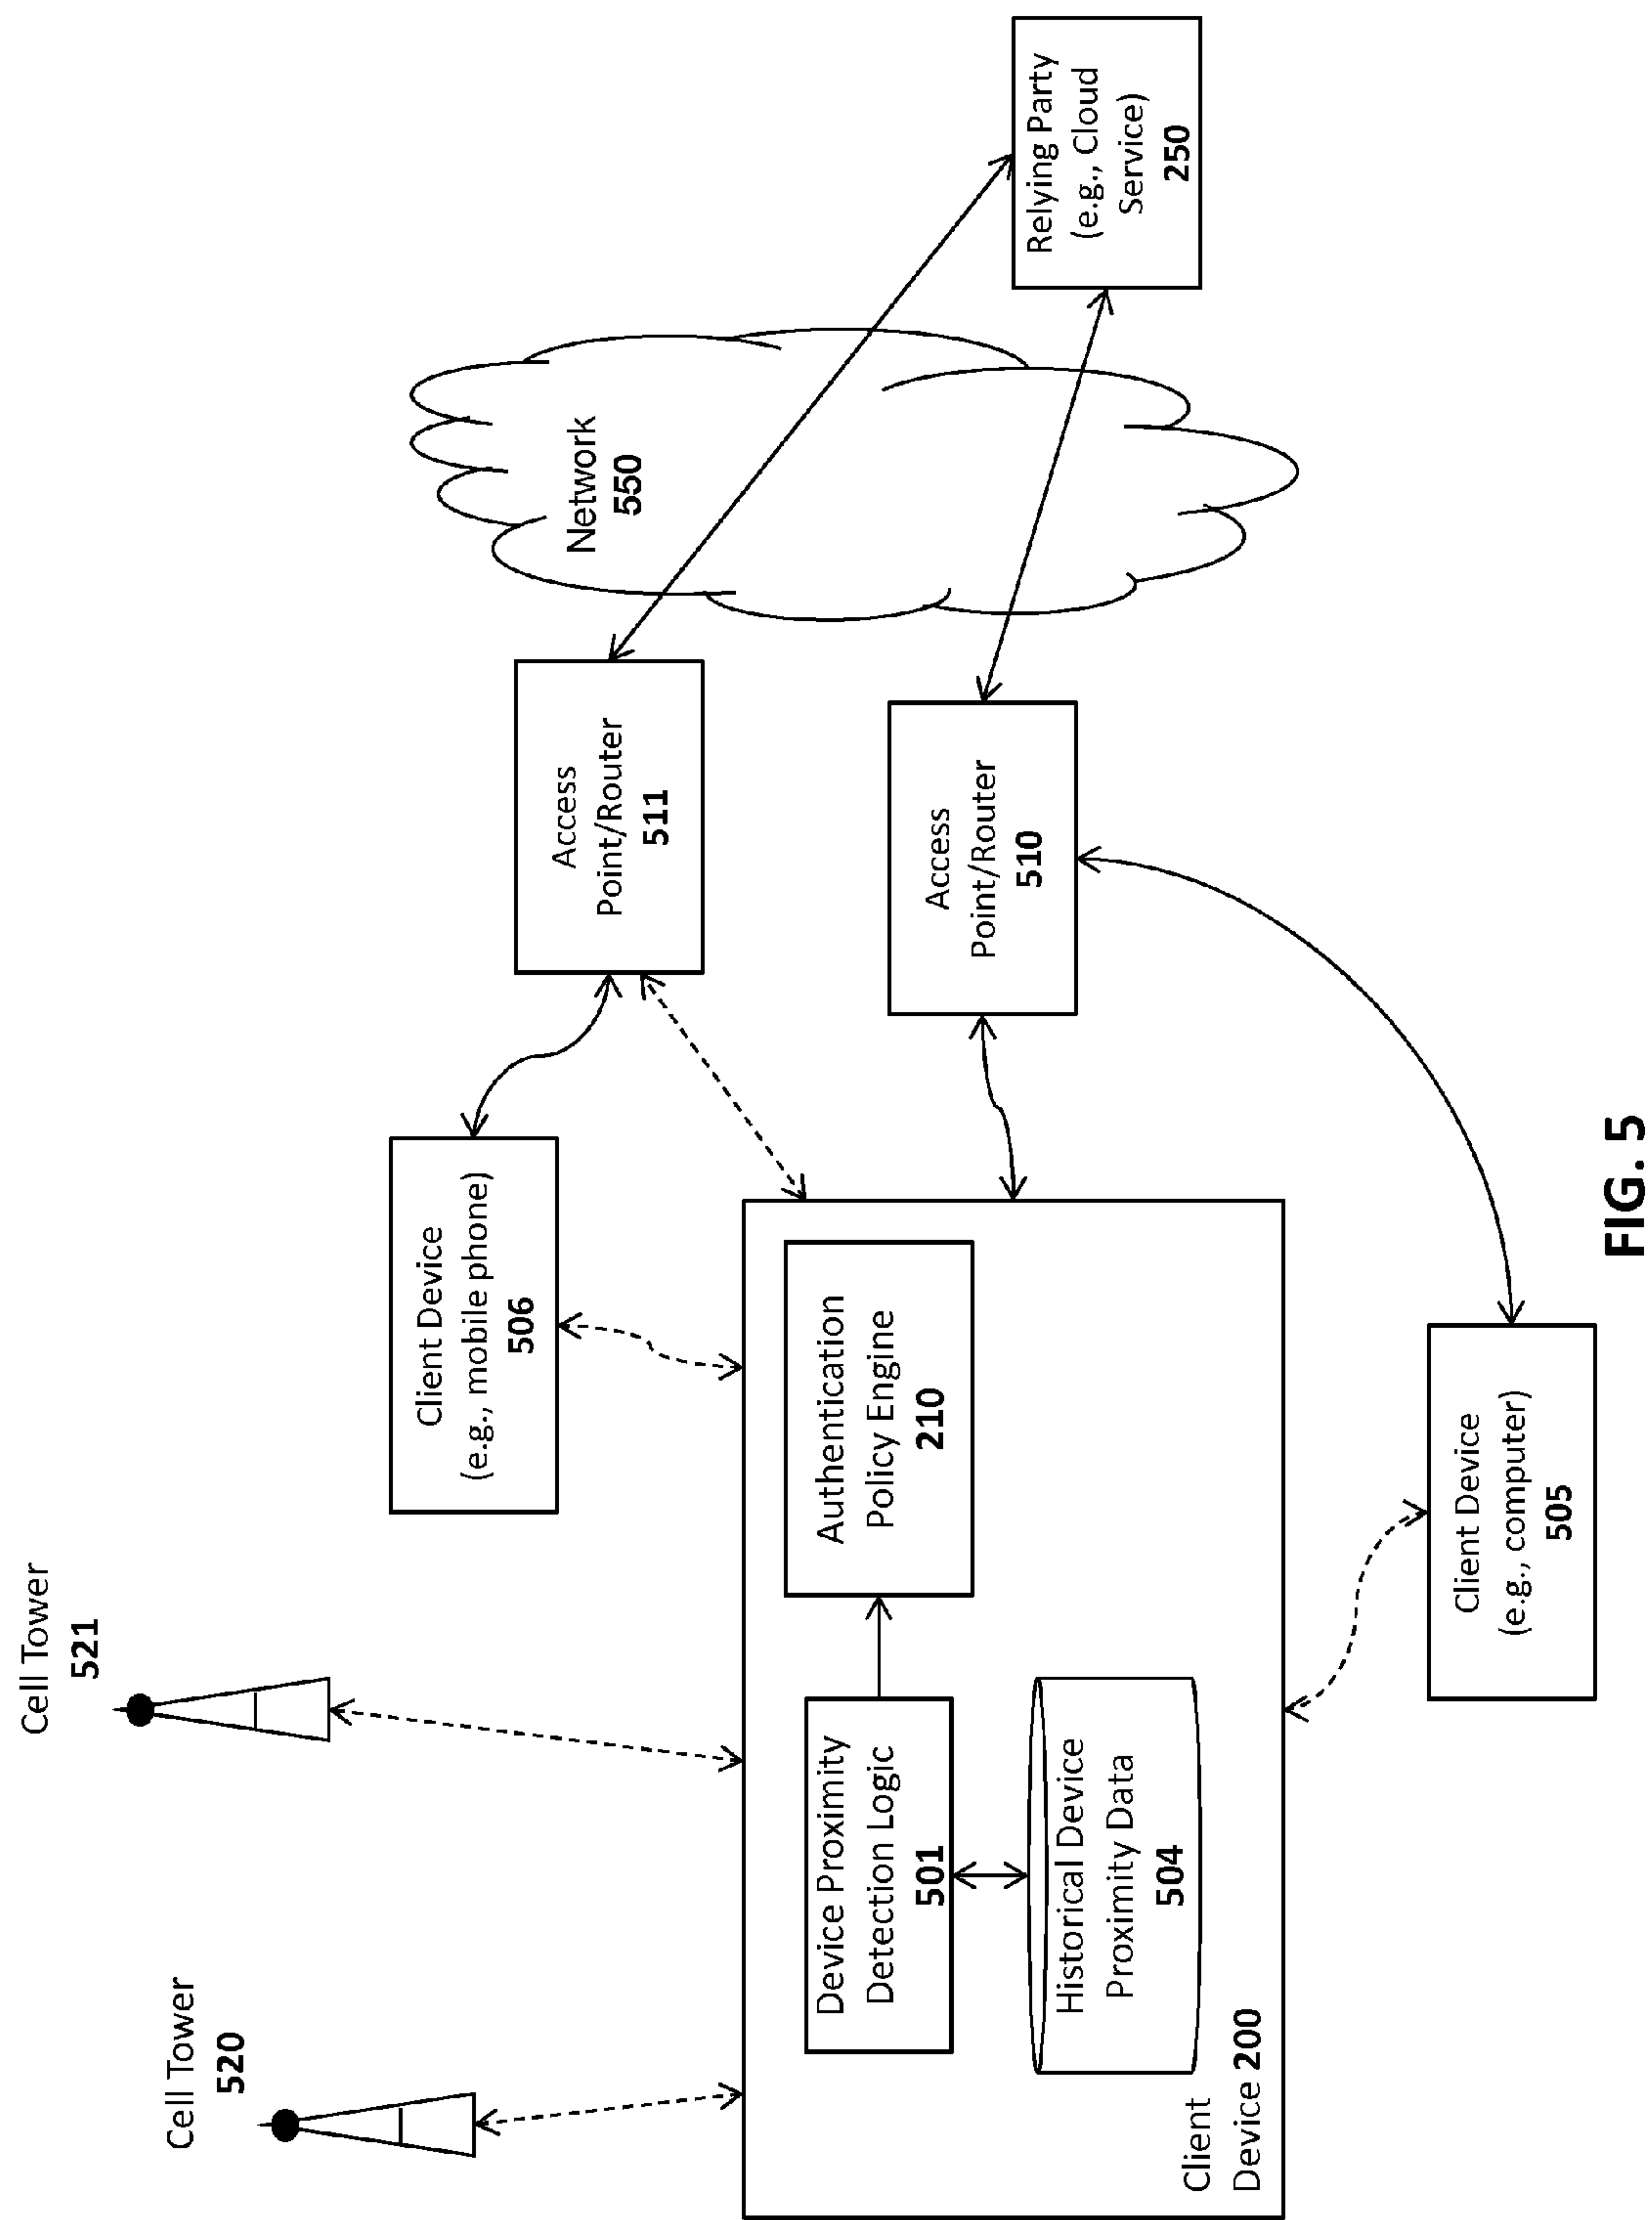 Cell Tower
520
Cell Tower
521
Client Device
(e.g., mobile phone)
506
Access
Point/Router
511
Network
550
Relying Party
(e.g., Cloud
Service)
250
Device Proximity
Detection Logic
501
Authentication
Policy Engine
210
Historical Device
Proximity Data
504
Client
Device 200
Access
Point/Router
510
Client Device
(e.g., computer)
505
FIG. 5